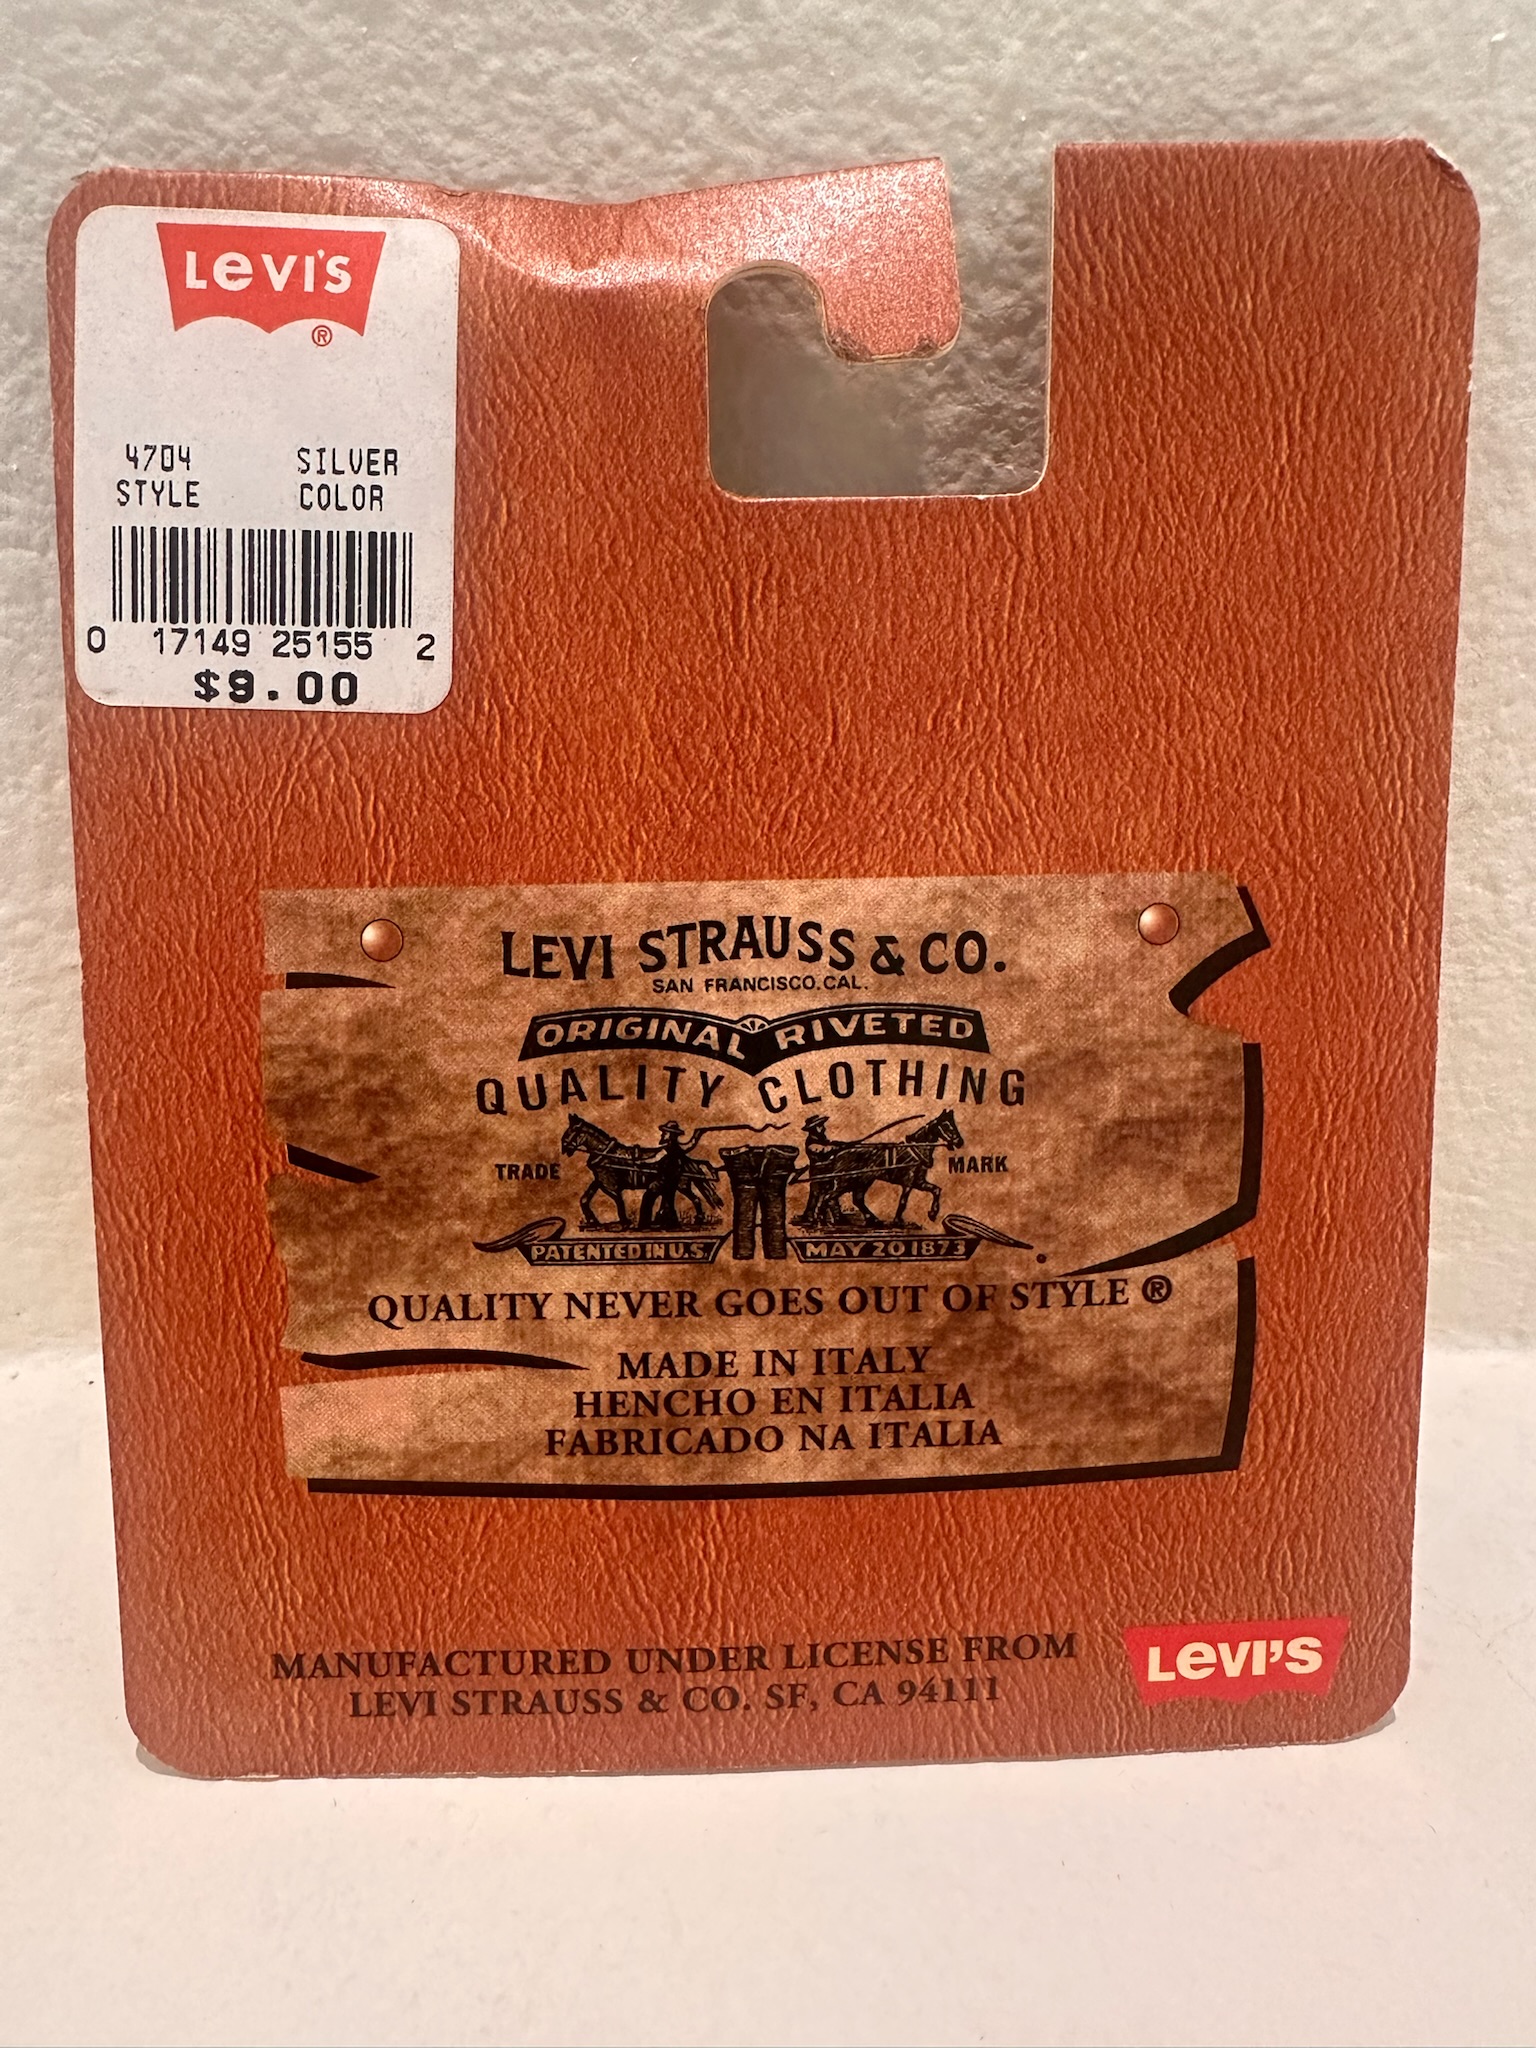 LEVI'S
®
4704 SILVER
STYLE COLOR
0 17149 25155 2
$9.00
LEVI STRAUSS & CO.
SAN FRANCISCO.CAL.
ORIGINAL RIVETED
QUALITY CLOTHING
TRADE MARK
PATENTED IN U.S. MAY 20 1873
QUALITY NEVER GOES OUT OF STYLE ®
MADE IN ITALY
HENCHO EN ITALIA
FABRICADO NA ITALIA
MANUFACTURED UNDER LICENSE FROM
LEVI STRAUSS & CO. SF, CA 94111
LEVI'S